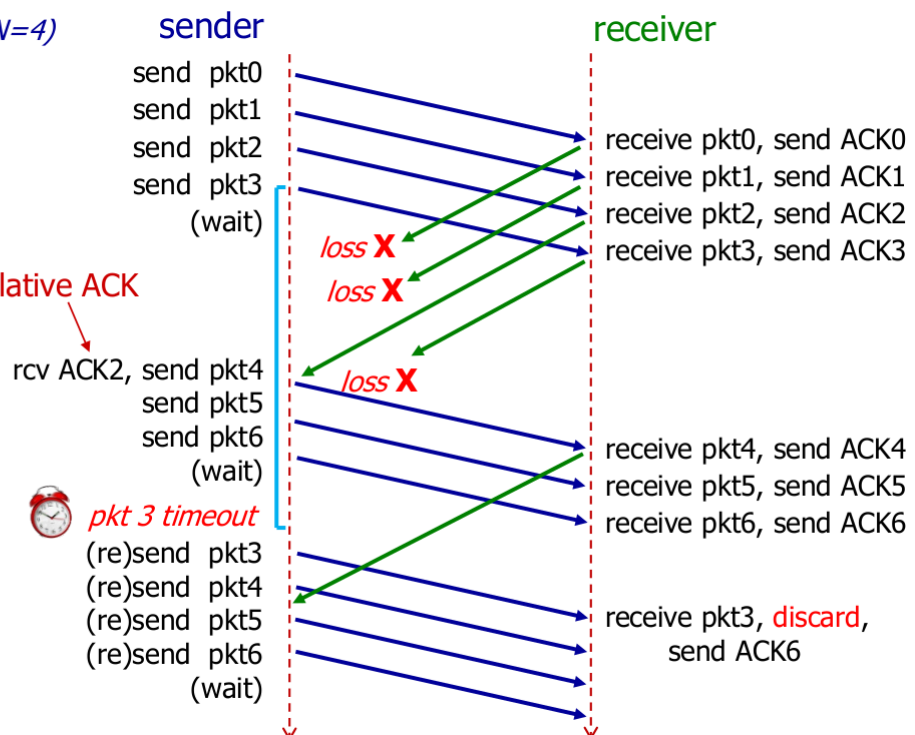 N=4)
sender
receiver
send pkt0
send pkt1
send pkt2
send pkt3
(wait)
receive pkt0, send ACK0
receive pkt1, send ACK1
receive pkt2, send ACK2
receive pkt3, send ACK3
loss X
loss X
lative ACK
rcv ACK2, send pkt4
loss X
send pkt5
send pkt6
(wait)
receive pkt4, send ACK4
receive pkt5, send ACK5
receive pkt6, send ACK6
pkt 3 timeout
(re)send pkt3
(re)send pkt4
(re)send pkt5
(re)send pkt6
(wait)
receive pkt3, discard,
send ACK6